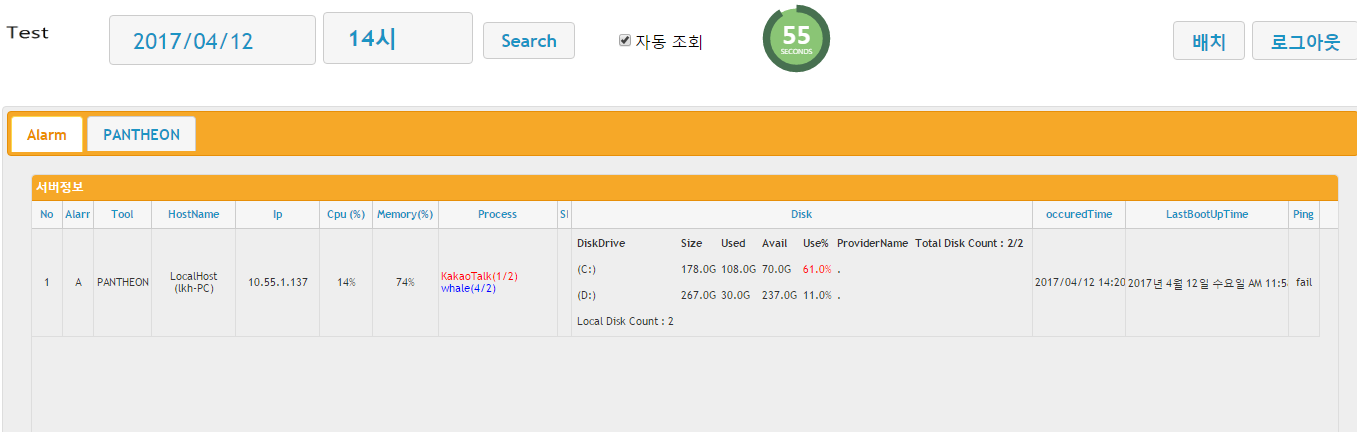 Test
2017/04/12 14시 Search 자동 조회 55 SECONDS 배치 로그아웃
Alarm PANTHEON
서버정보
No Alarr Tool HostName Ip Cpu (%) Memory(%) Process Disk occuredTime LastBootUpTime Ping
DiskDrive Size Used Avail Use% ProviderName Total Disk Count : 2/2
1 A PANTHEON LocalHost (lkh-PC) 10.55.1.137 14% 74% KakaoTalk(1/2) whale(4/2)
(C:) 178.0G 108.0G 70.0G 61.0% .
(D:) 267.0G 30.0G 237.0G 11.0% .
Local Disk Count : 2
2017/04/12 14:20 2017년 4월 12일 수요일 AM 11:5 fail